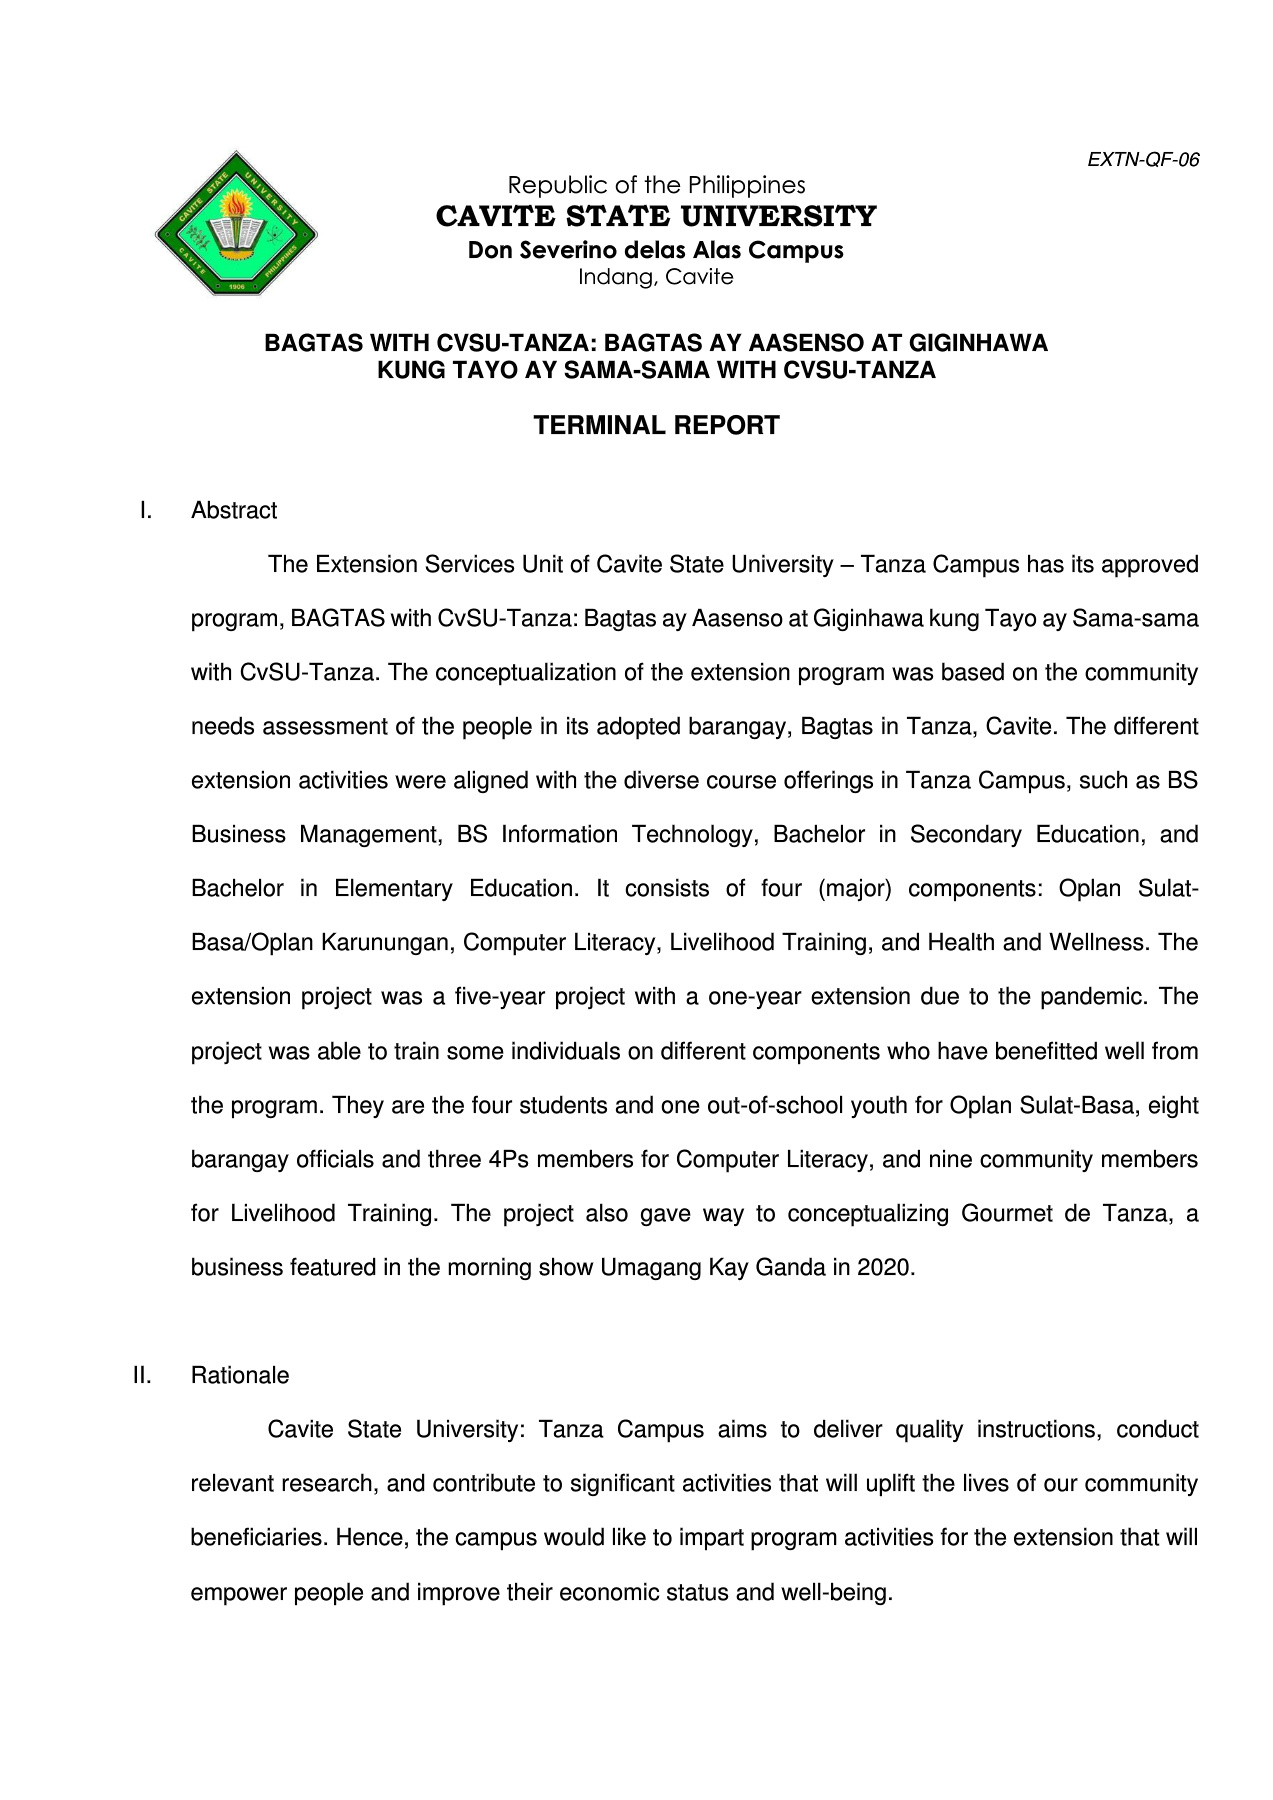 EXTN-QF-06
Republic of the Philippines
CAVITE STATE UNIVERSITY
Don Severino delas Alas Campus
Indang, Cavite
CAVITE STATE UNIVERSITY
CAVITE PHILIPPINES
1906
BAGTAS WITH CVSU-TANZA: BAGTAS AY AASENSO AT GIGINHAWA
KUNG TAYO AY SAMA-SAMA WITH CVSU-TANZA
TERMINAL REPORT
I. Abstract
The Extension Services Unit of Cavite State University – Tanza Campus has its approved
program, BAGTAS with CvSU-Tanza: Bagtas ay Aasenso at Giginhawa kung Tayo ay Sama-sama
with CvSU-Tanza. The conceptualization of the extension program was based on the community
needs assessment of the people in its adopted barangay, Bagtas in Tanza, Cavite. The different
extension activities were aligned with the diverse course offerings in Tanza Campus, such as BS
Business Management, BS Information Technology, Bachelor in Secondary Education, and
Bachelor in Elementary Education. It consists of four (major) components: Oplan Sulat-
Basa/Oplan Karunungan, Computer Literacy, Livelihood Training, and Health and Wellness. The
extension project was a five-year project with a one-year extension due to the pandemic. The
project was able to train some individuals on different components who have benefitted well from
the program. They are the four students and one out-of-school youth for Oplan Sulat-Basa, eight
barangay officials and three 4Ps members for Computer Literacy, and nine community members
for Livelihood Training. The project also gave way to conceptualizing Gourmet de Tanza, a
business featured in the morning show Umagang Kay Ganda in 2020.
II. Rationale
Cavite State University: Tanza Campus aims to deliver quality instructions, conduct
relevant research, and contribute to significant activities that will uplift the lives of our community
beneficiaries. Hence, the campus would like to impart program activities for the extension that will
empower people and improve their economic status and well-being.